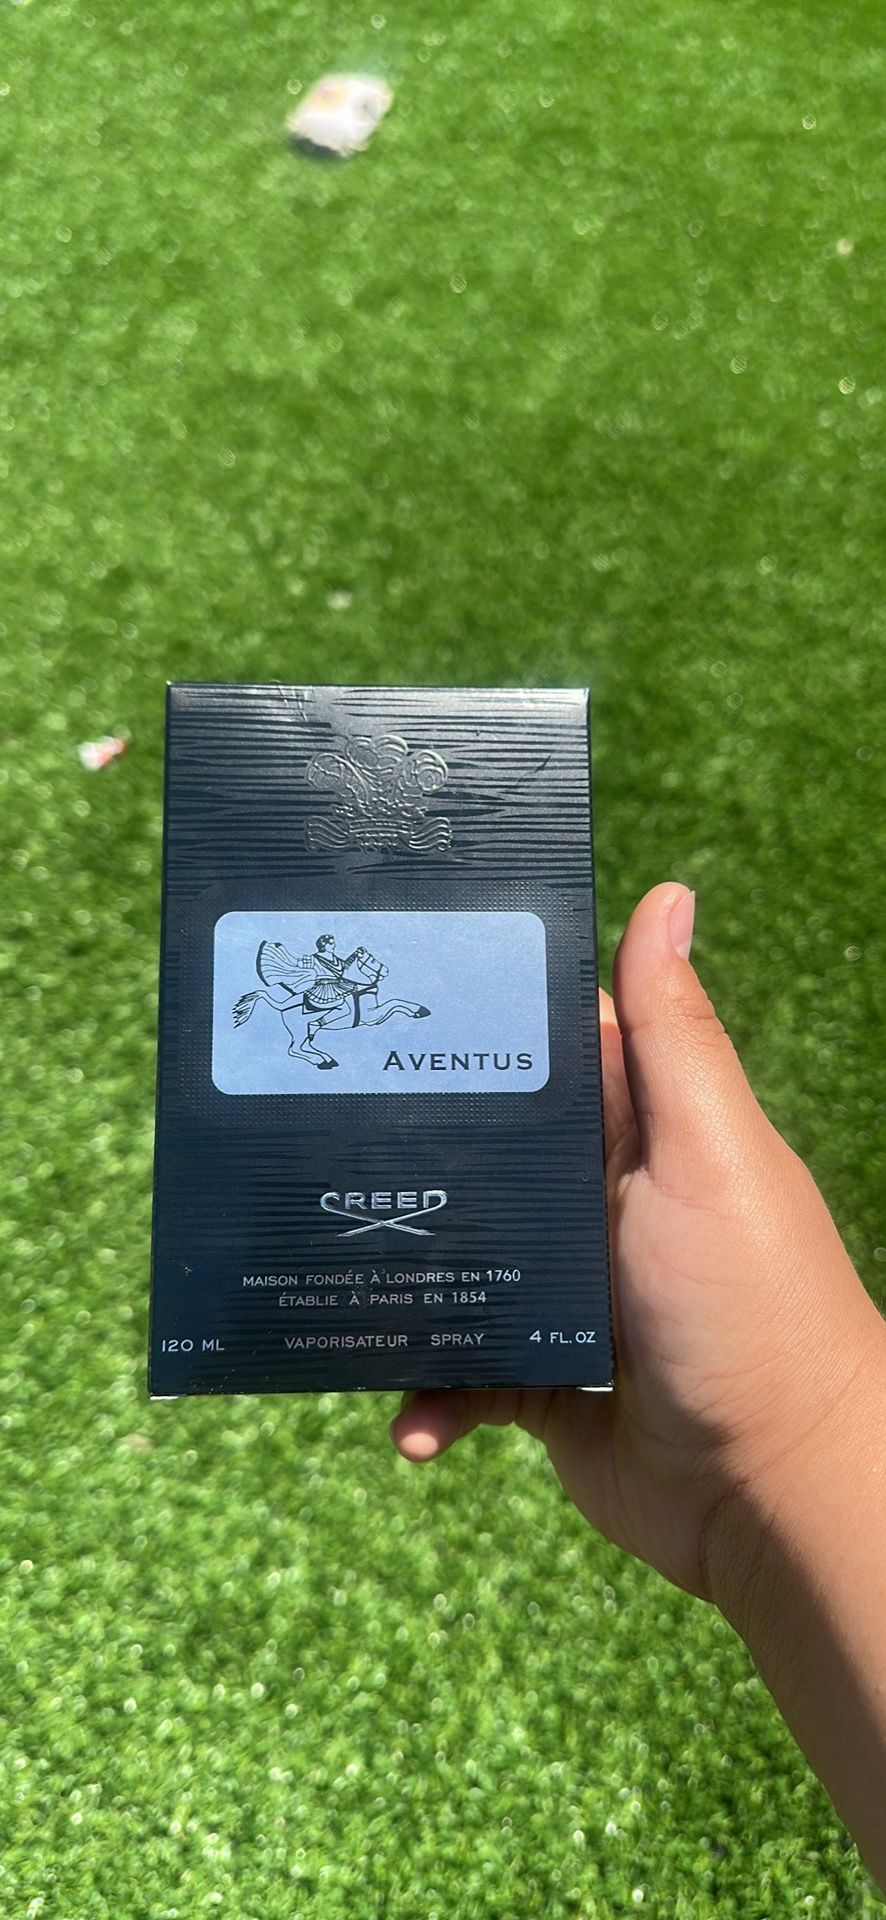 AVENTUS
CREED
MAISON FONDÉE À LONDRES EN 1760
ÉTABLIE À PARIS EN 1854
120 ML VAPORISATEUR SPRAY 4 FL. OZ